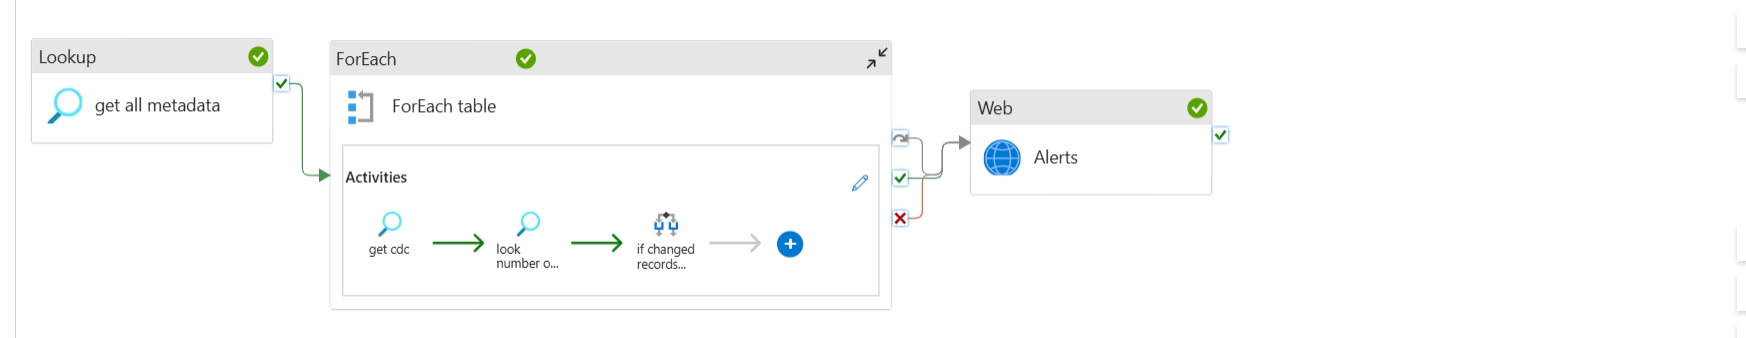 Lookup
get all metadata
ForEach
ForEach table
Activities
get cdc
look
number o...
if changed
records...
Web
Alerts